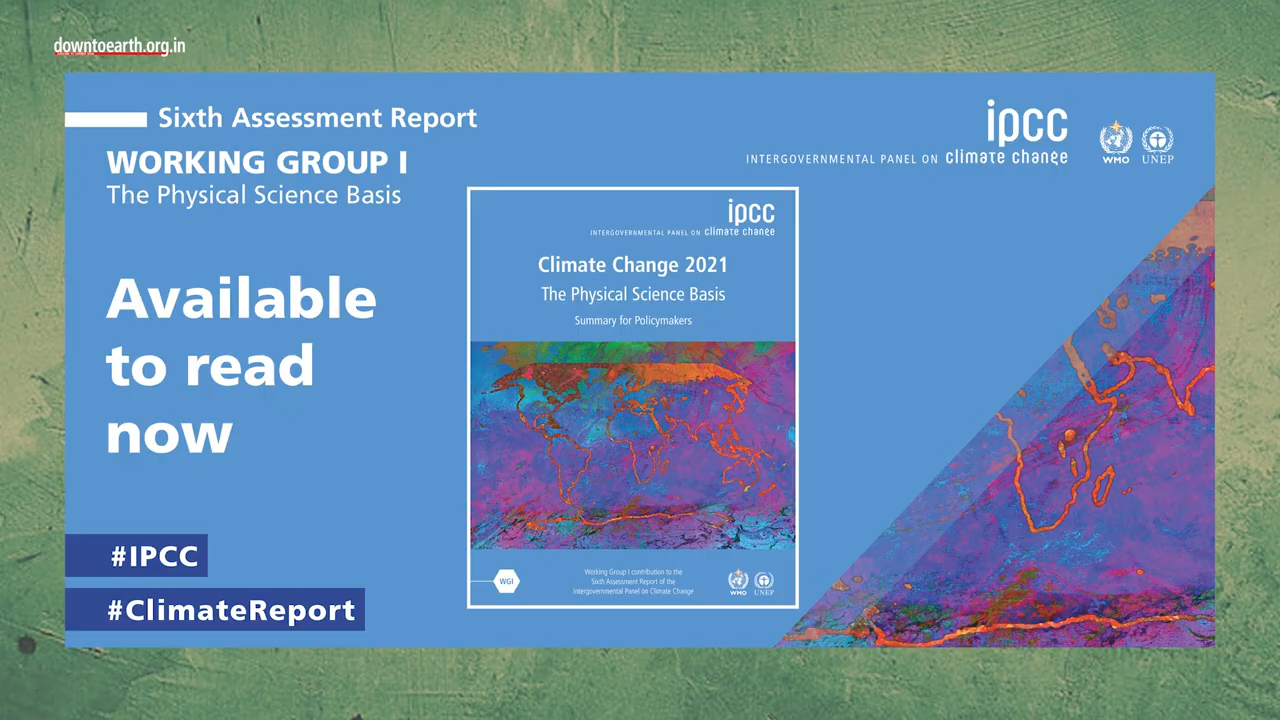 downtoearth.org.in
Sixth Assessment Report
WORKING GROUP I
The Physical Science Basis
ipcc
INTERGOVERNMENTAL PANEL ON climate change
WMO
UNEP
Available
to read
now
#IPCC
#ClimateReport
ipcc
INTERGOVERNMENTAL PANEL ON climate change
Climate Change 2021
The Physical Science Basis
Summary for Policymakers
WGI
Working Group I contribution to the
Sixth Assessment Report of the
Intergovernmental Panel on Climate Change
WMO
UNEP